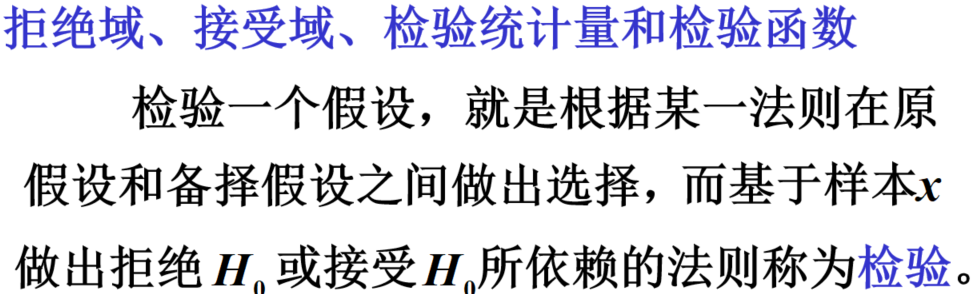 拒绝域、接受域、检验统计量和检验函数
检验一个假设，就是根据某一法则在原
假设和备择假设之间做出选择，而基于样本x
做出拒绝 H₀ 或接受 H₀ 所依赖的法则称为检验。